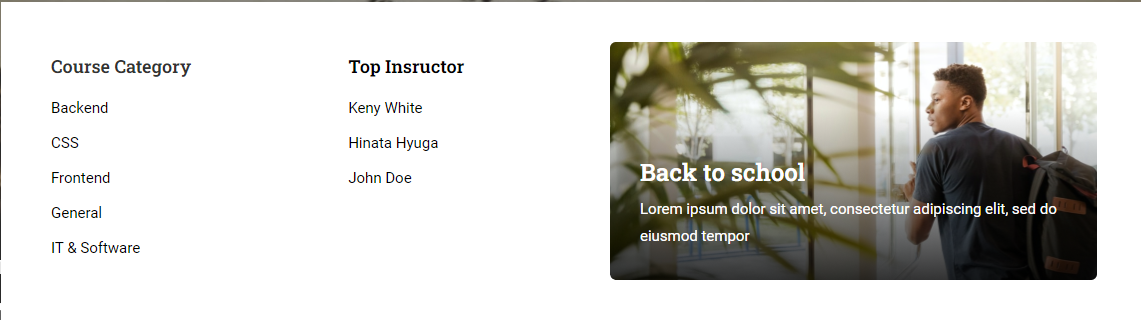 Course Category
Backend
CSS
Frontend
General
IT & Software
Top Insructor
Keny White
Hinata Hyuga
John Doe
Back to school
Lorem ipsum dolor sit amet, consectetur adipiscing elit, sed do
eiusmod tempor